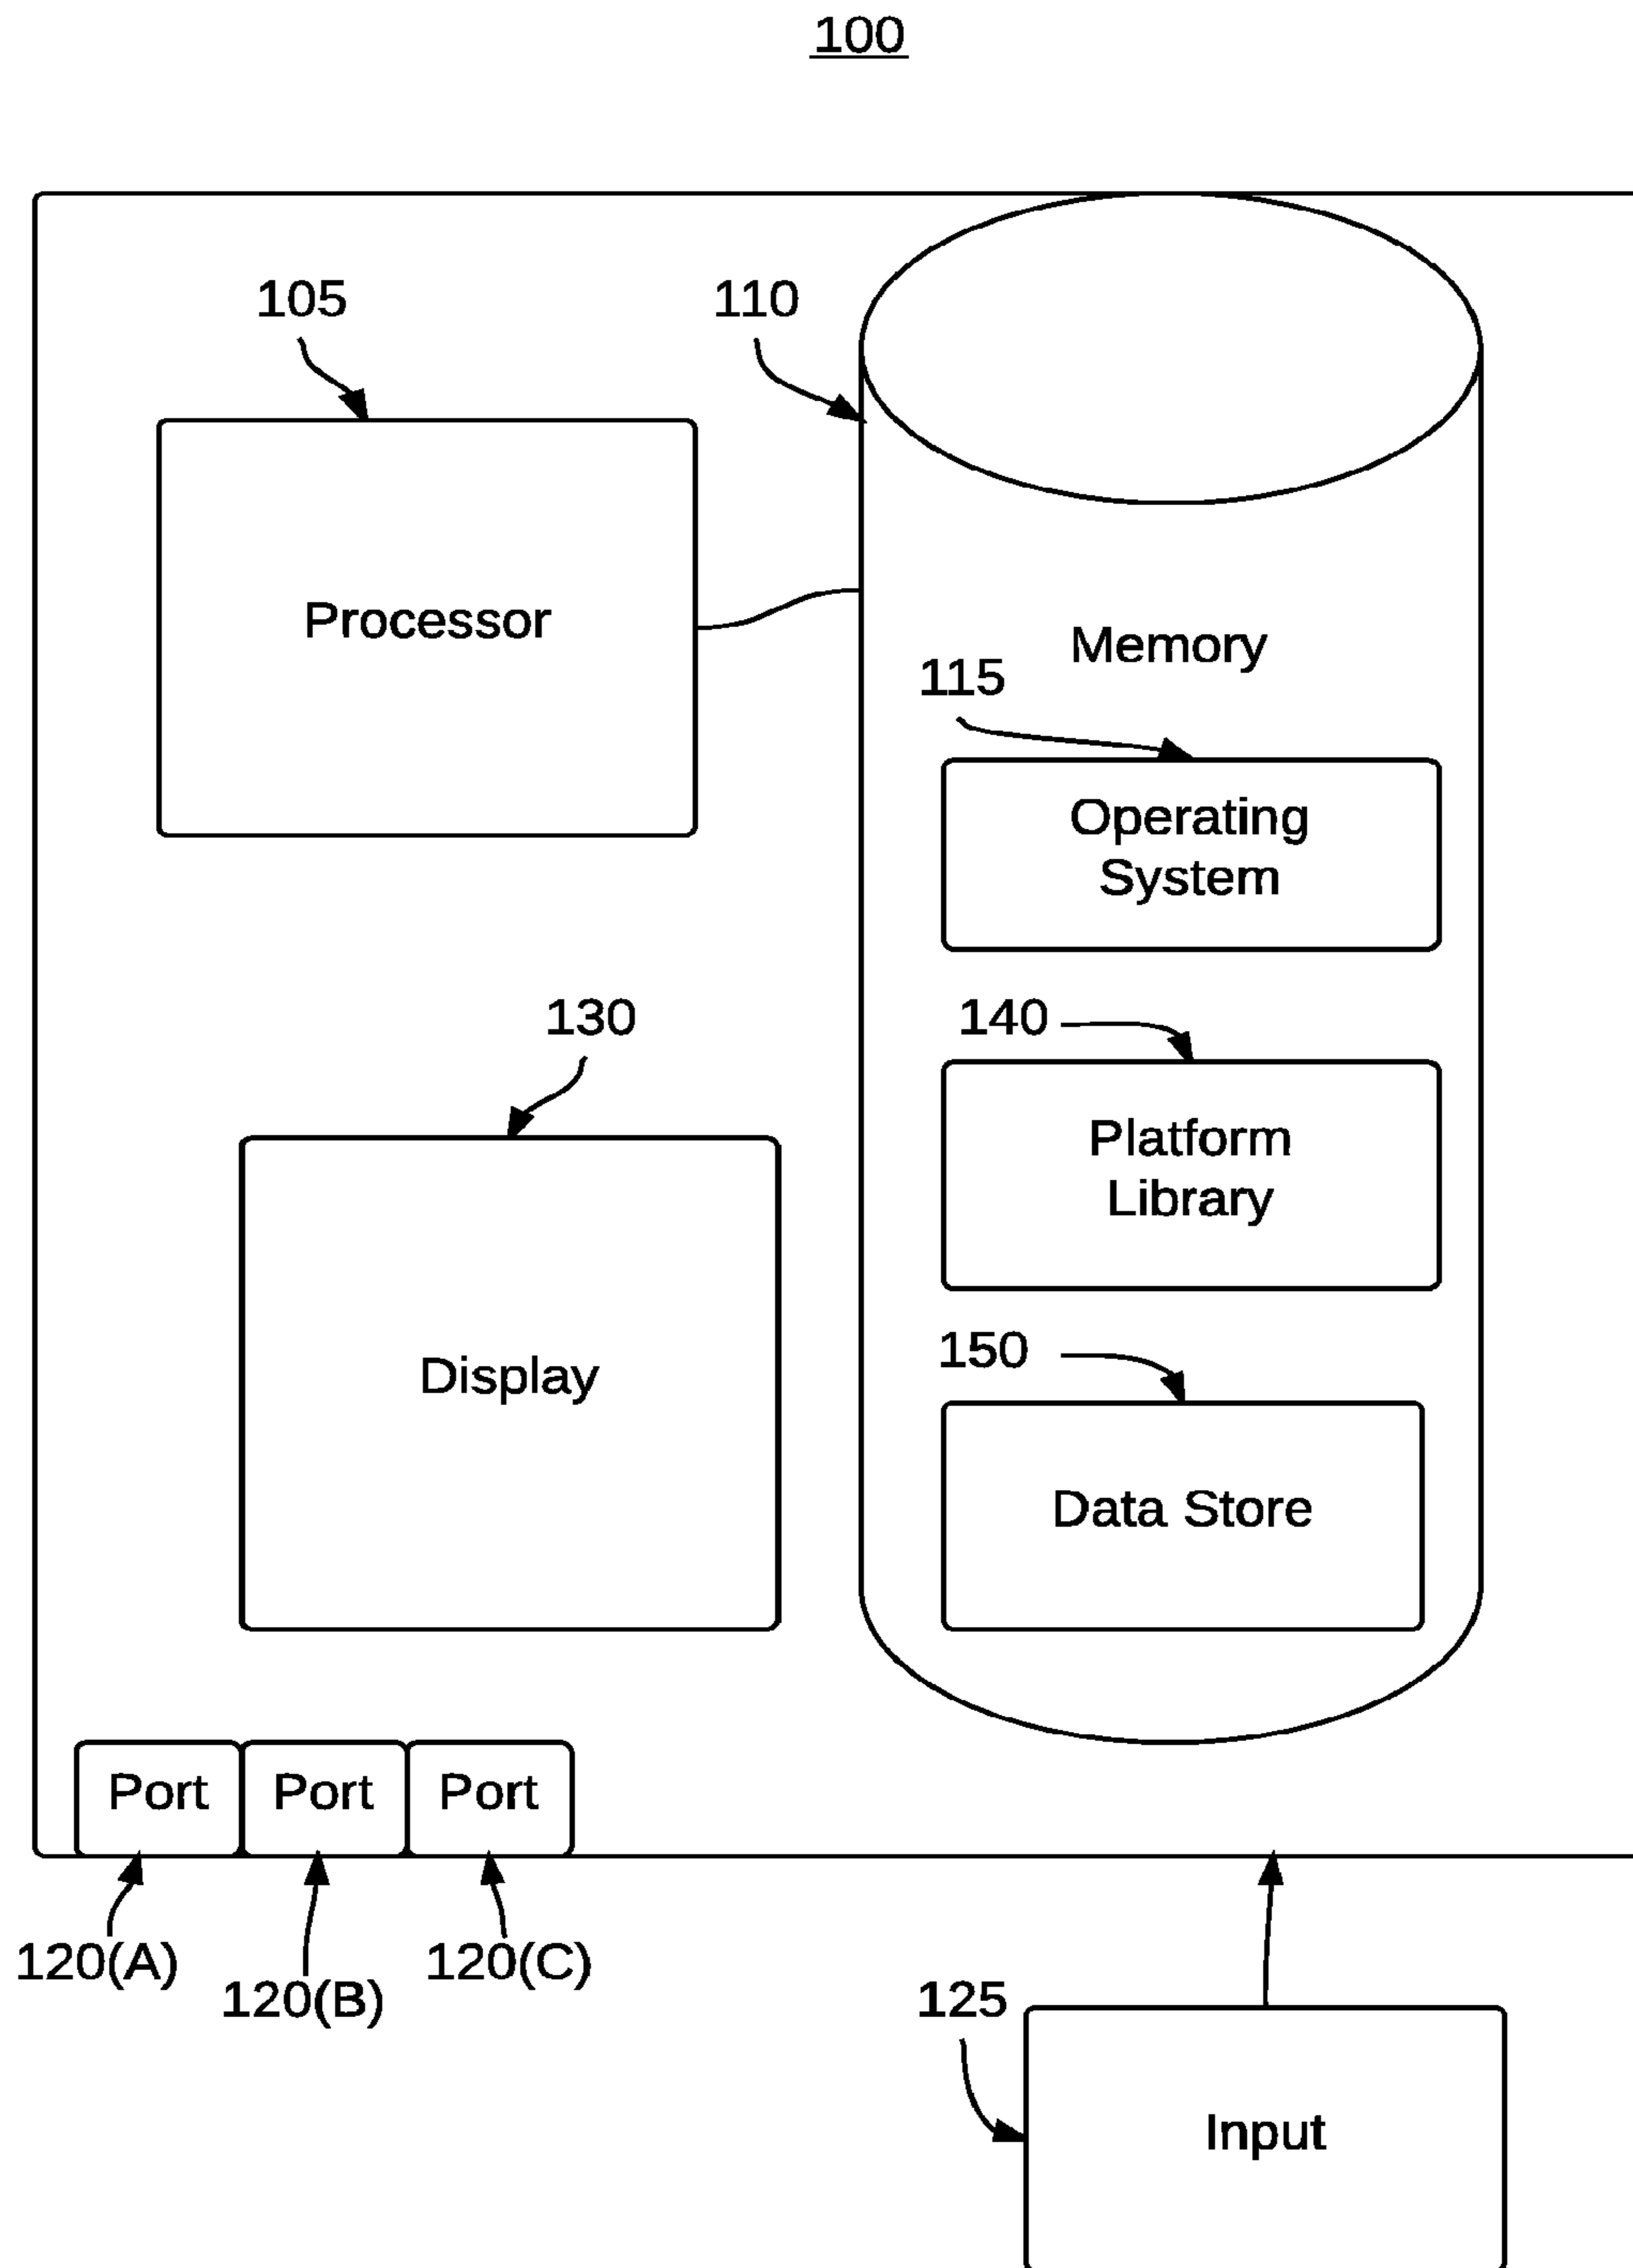 100
105
110
Processor
Memory
115
Operating
System
130
140
Platform
Library
Display
150
Data Store
Port
Port
Port
120(A)
120(B)
120(C)
125
Input